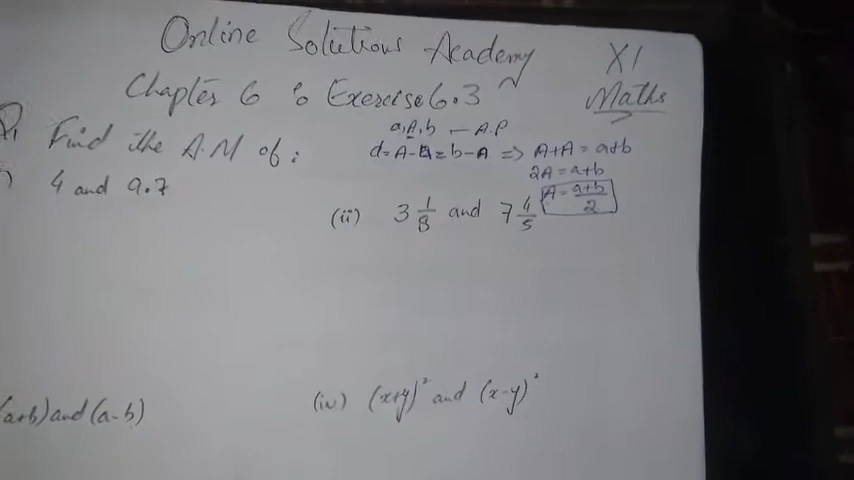 Online Solutions Academy
XI
Chapter 6 : Exercise 6.3
Maths
a, A, b — A.P
Find the A.M of :
d = A - a = b - A => A + A = a + b
2A = a + b
4 and 9.7
A = a+b/2
(ii) 3 1/8 and 7 4/5
(a+b) and (a-b)
(iv) (x+y)² and (x-y)²